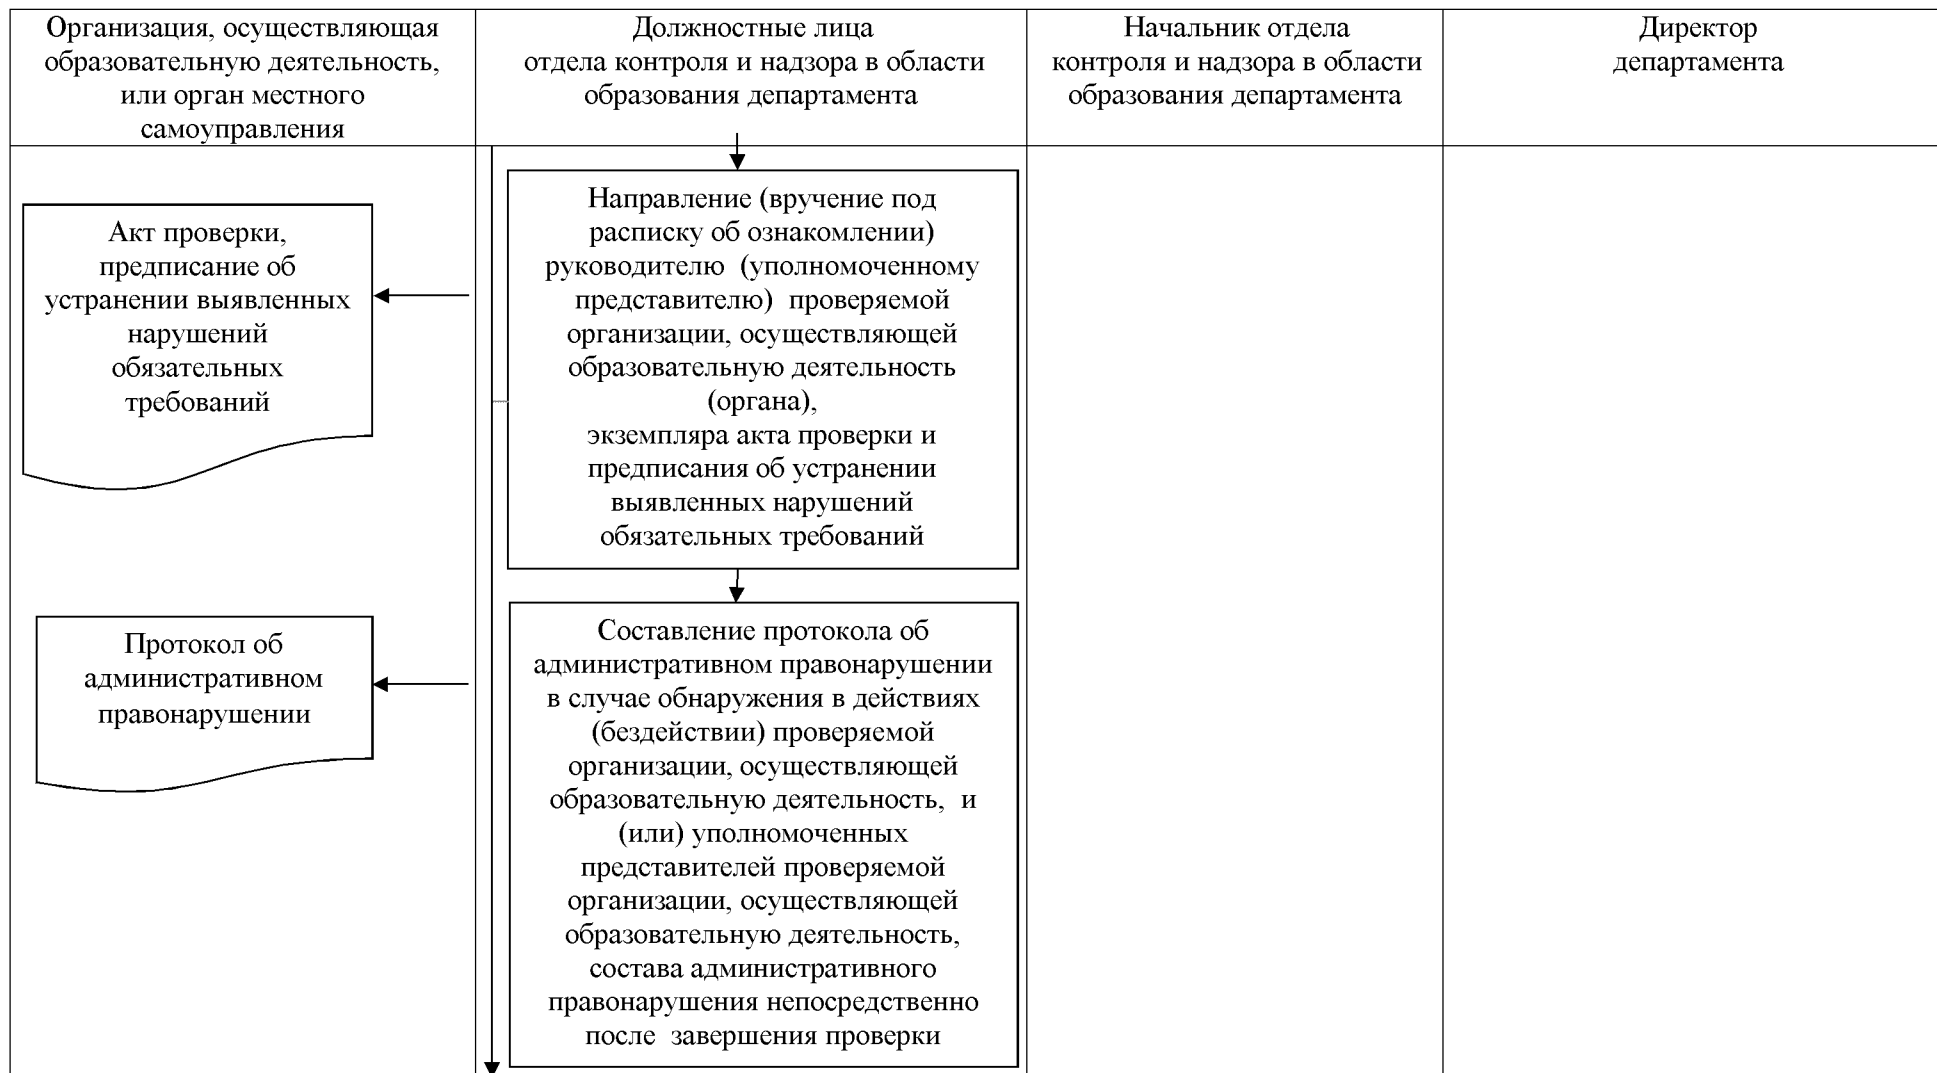 Организация, осуществляющая
образовательную деятельность,
или орган местного
самоуправления
Должностные лица
отдела контроля и надзора в области
образования департамента
Начальник отдела
контроля и надзора в области
образования департамента
Директор
департамента
Акт проверки,
предписание об
устранении выявленных
нарушений
обязательных
требований
Направление (вручение под
расписку об ознакомлении)
руководителю (уполномоченному
представителю) проверяемой
организации, осуществляющей
образовательную деятельность
(органа),
экземпляра акта проверки и
предписания об устранении
выявленных нарушений
обязательных требований
Протокол об
административном
правонарушении
Составление протокола об
административном правонарушении
в случае обнаружения в действиях
(бездействии) проверяемой
организации, осуществляющей
образовательную деятельность, и
(или) уполномоченных
представителей проверяемой
организации, осуществляющей
образовательную деятельность,
состава административного
правонарушения непосредственно
после завершения проверки